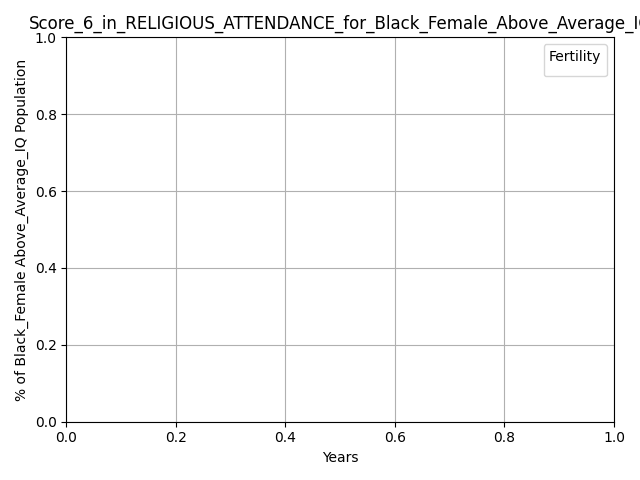 Score_6_in_RELIGIOUS_ATTENDANCE_for_Black_Female_Above_Average_IQ
Fertility
% of Black_Female Above_Average_IQ Population
1.0
0.8
0.6
0.4
0.2
0.0
0.0 0.2 0.4 0.6 0.8 1.0
Years